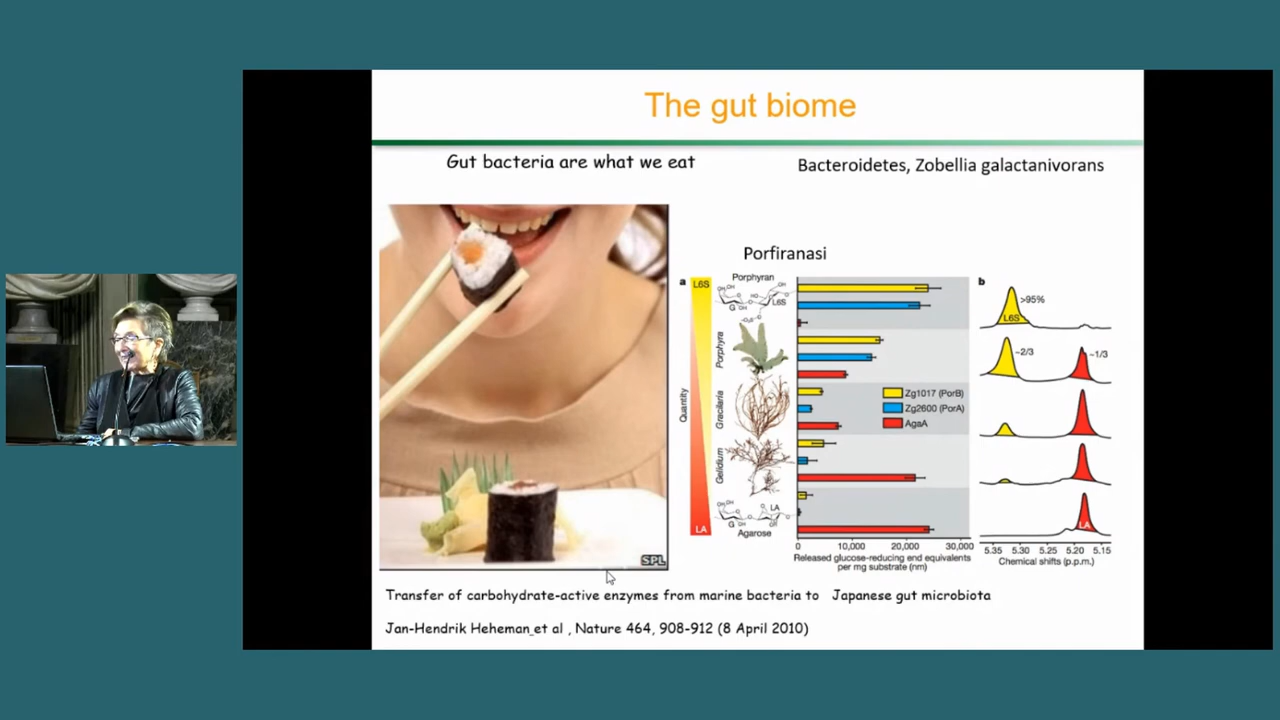 The gut biome
Gut bacteria are what we eat
Bacteroidetes, Zobellia galactanivorans
Porfiranasi
a
L6S
Quantity
LA
Porphyran
G
L6S
Porphyra
Gracilaria
Gelidium
LA
G
Agarose
Zg1017 (PorB)
Zg2600 (PorA)
AgaA
0 10,000 20,000 30,000
Released glucose-reducing end equivalents
per mg substrate (nm)
b
>95%
L6S
~2/3
~1/3
LA
5.35 5.30 5.25 5.20 5.15
Chemical shifts (p.p.m.)
SPL
Transfer of carbohydrate-active enzymes from marine bacteria to Japanese gut microbiota
Jan-Hendrik Heheman et al , Nature 464, 908-912 (8 April 2010)